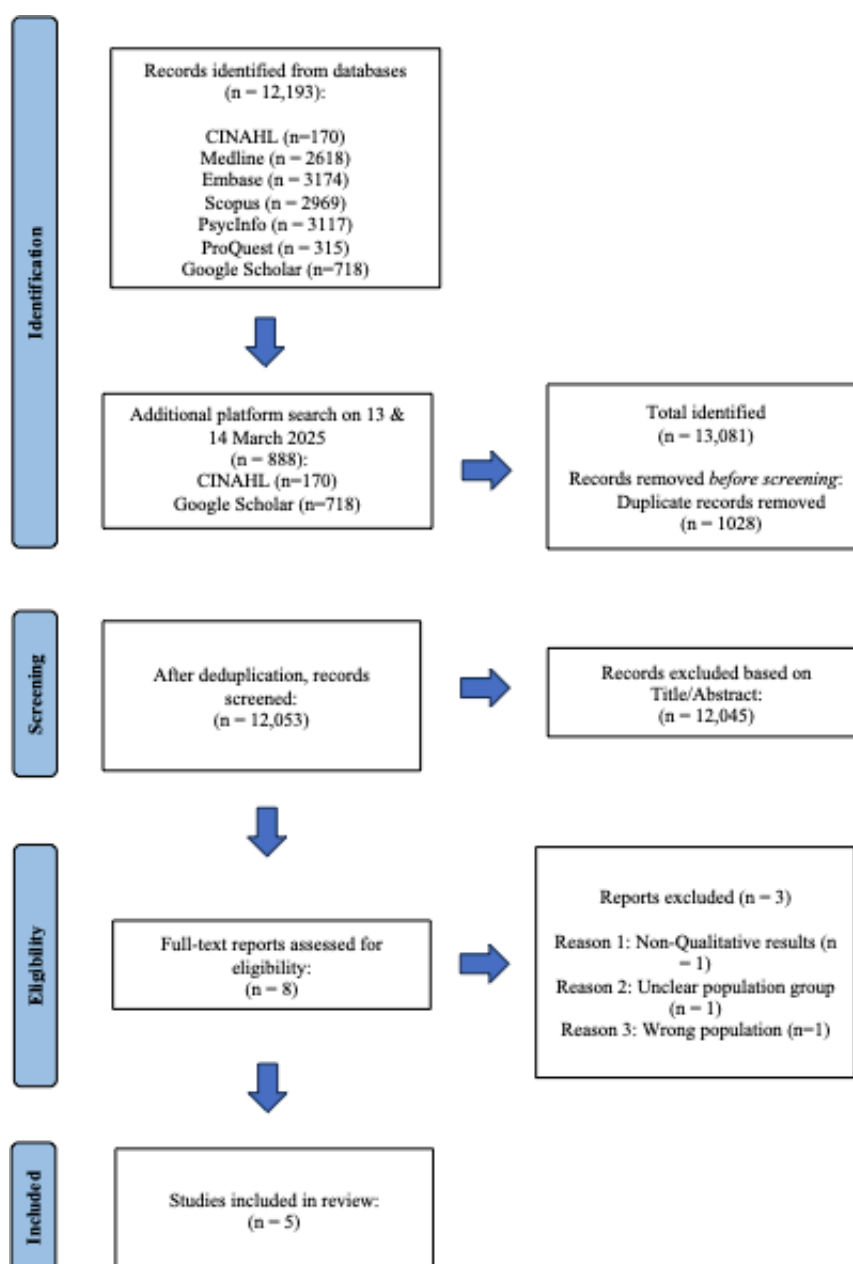 Identification
Records identified from databases
(n = 12,193):
CINAHL (n=170)
Medline (n = 2618)
Embase (n = 3174)
Scopus (n = 2969)
PsycInfo (n = 3117)
ProQuest (n = 315)
Google Scholar (n=718)
Additional platform search on 13 &
14 March 2025
(n = 888):
CINAHL (n=170)
Google Scholar (n=718)
Total identified
(n = 13,081)
Records removed before screening:
Duplicate records removed
(n = 1028)
Screening
After deduplication, records
screened:
(n = 12,053)
Records excluded based on
Title/Abstract:
(n = 12,045)
Eligibility
Full-text reports assessed for
eligibility:
(n = 8)
Reports excluded (n = 3)
Reason 1: Non-Qualitative results (n
= 1)
Reason 2: Unclear population group
(n = 1)
Reason 3: Wrong population (n=1)
Included
Studies included in review:
(n = 5)